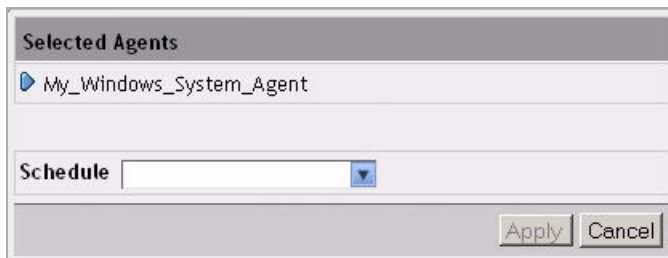 Selected Agents
My_Windows_System_Agent
Schedule
Apply Cancel